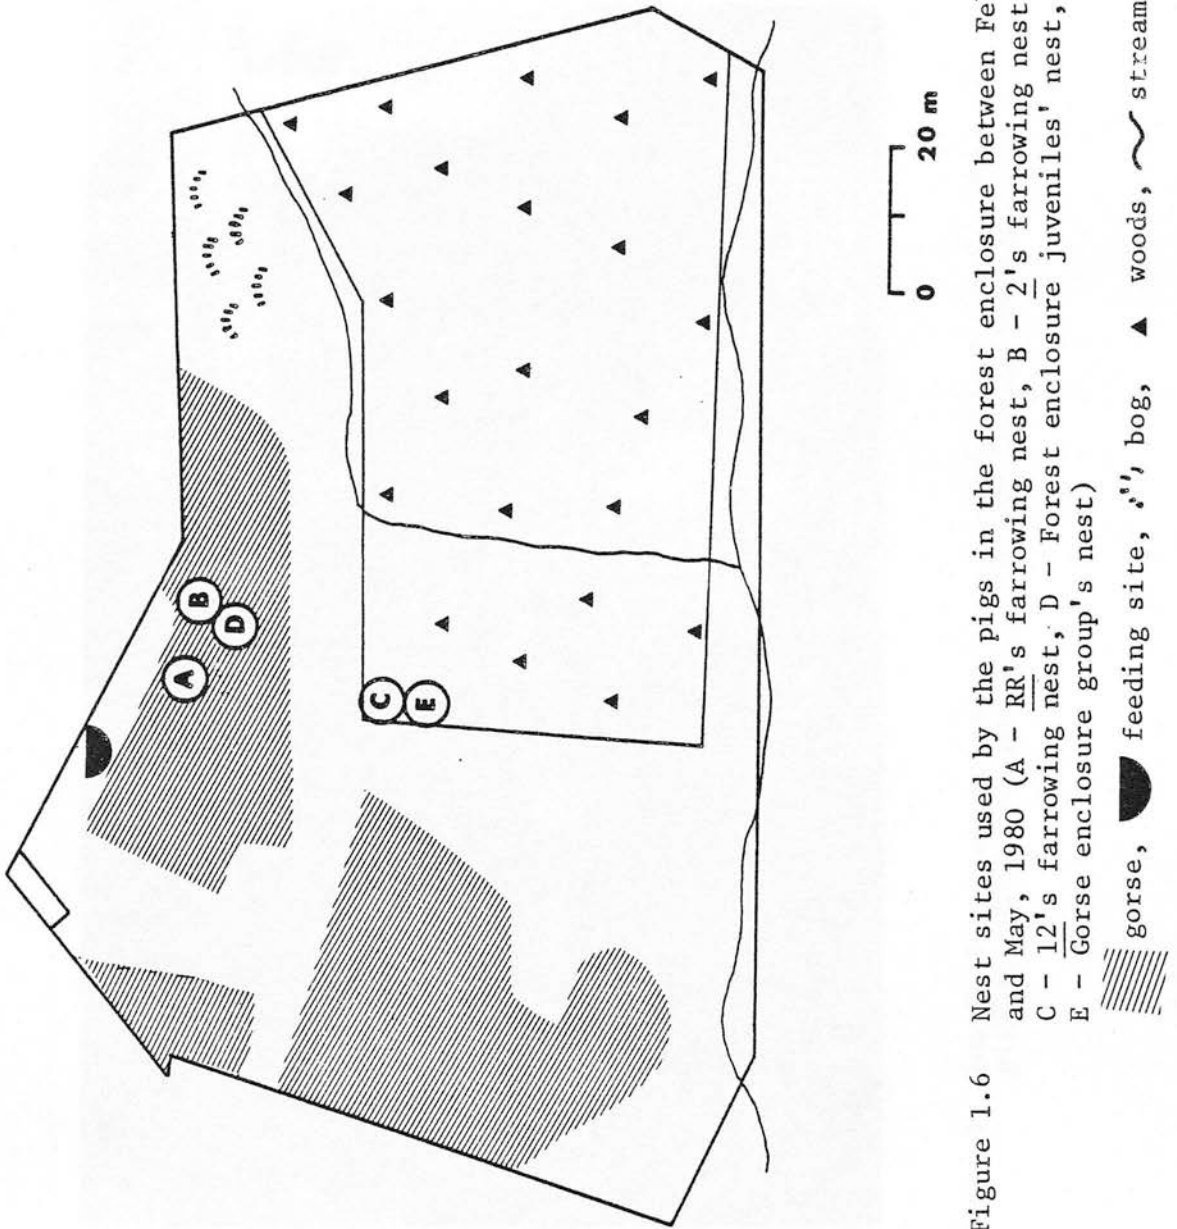 B
D
A
C
E
0 20 m
Figure 1.6 Nest sites used by the pigs in the forest enclosure between Fe
and May, 1980 (A - RR's farrowing nest, B - 2's farrowing nest
C - 12's farrowing nest, D - Forest enclosure juveniles' nest,
E - Gorse enclosure group's nest)
gorse, feeding site, bog, woods, stream